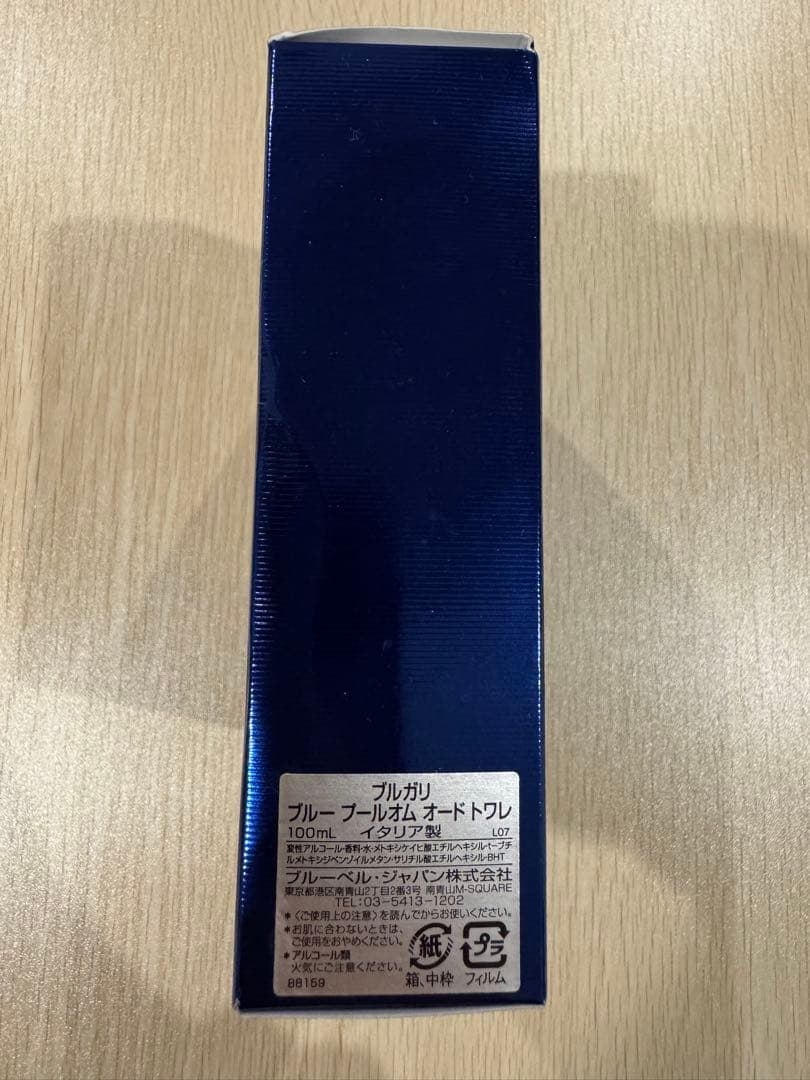 ブルガリ
ブルー プールオム オード トワレ
100mL イタリア製 L07
変性アルコール・香料・水・メトキシケイヒ酸エチルヘキシル・t-ブチ
ルメトキシジベンゾイルメタン・サリチル酸エチルヘキシル・BHT
ブルーベル・ジャパン株式会社
東京都港区南青山2丁目2番3号 南青山M-SQUARE
TEL:03-5413-1202
*〈ご使用上の注意〉を読んでからお使いください。
*お肌に合わないときは、
ご使用をおやめください。
*アルコール類
火気にご注意ください。
88159
紙
箱、中枠
プラ
フィルム